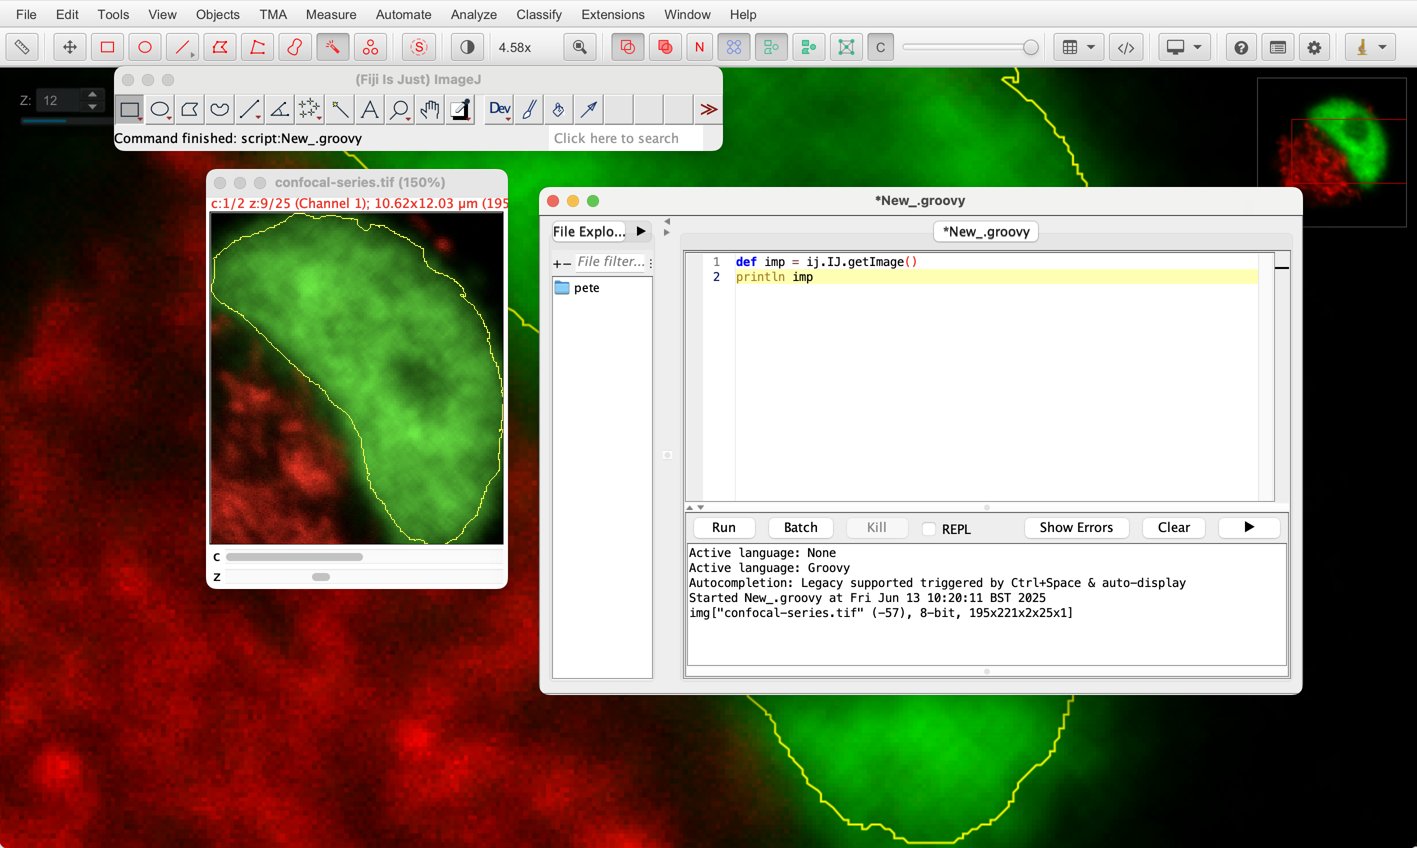 File Edit Tools View Objects TMA Measure Automate Analyze Classify Extensions Window Help
S 4.58x N C </> ?
Z: 12
(Fiji Is Just) ImageJ
A Dev
Command finished: script:New_.groovy Click here to search
confocal-series.tif (150%)
c:1/2 z:9/25 (Channel 1); 10.62x12.03 µm (195
C
Z
*New_.groovy
File Explo...
*New_.groovy
+− File filter...
pete
1 def imp = ij.IJ.getImage()
2 println imp
Run Batch Kill REPL Show Errors Clear
Active language: None
Active language: Groovy
Autocompletion: Legacy supported triggered by Ctrl+Space & auto-display
Started New_.groovy at Fri Jun 13 10:20:11 BST 2025
img["confocal-series.tif" (-57), 8-bit, 195x221x2x25x1]